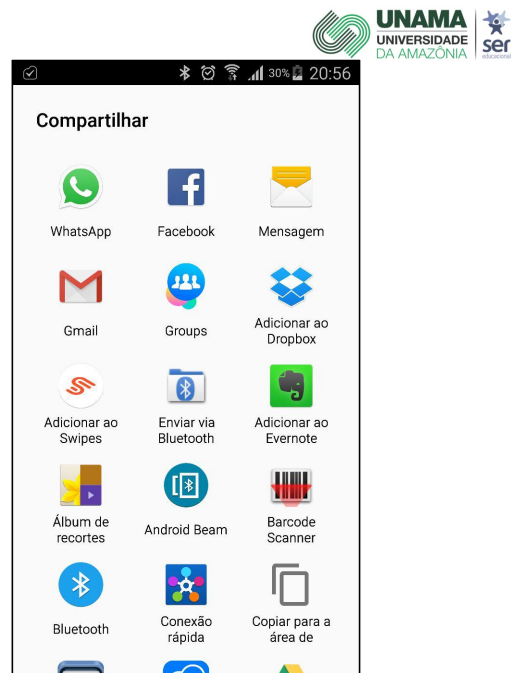 UNAMA
UNIVERSIDADE
DA AMAZÔNIA
ser
educacional
30% 20:56
Compartilhar
WhatsApp Facebook Mensagem
Gmail Groups Adicionar ao
Dropbox
Adicionar ao Enviar via Adicionar ao
Swipes Bluetooth Evernote
Álbum de Android Beam Barcode
recortes Scanner
Bluetooth Conexão Copiar para a
rápida área de